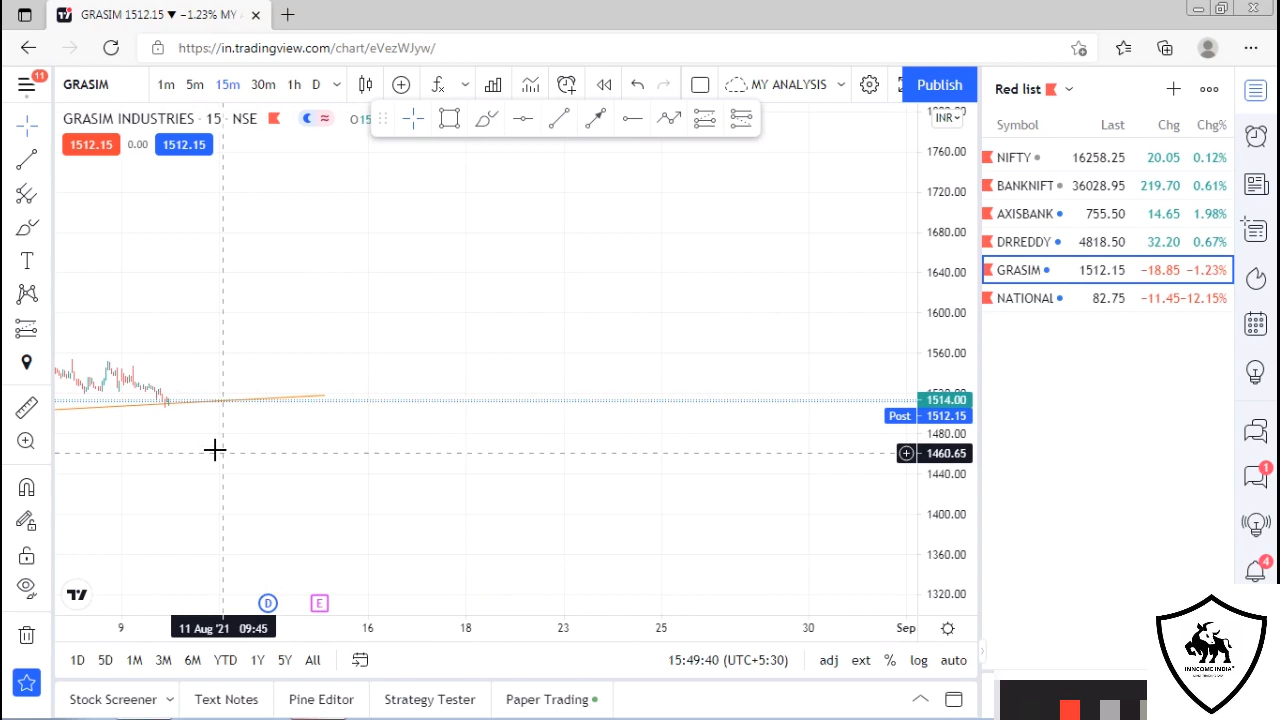 GRASIM 1512.15 ▼ −1.23% MY
https://in.tradingview.com/chart/eVezWJyw/
11
GRASIM
1m 5m 15m 30m 1h D
MY ANALYSIS
Publish
Red list
GRASIM INDUSTRIES · 15 · NSE
O15
INR
1512.15 0.00 1512.15
1760.00
1720.00
1680.00
1640.00
1600.00
1560.00
1514.00
Post 1512.15
1480.00
1460.65
1440.00
1400.00
1360.00
1320.00
Symbol Last Chg Chg%
NIFTY 16258.25 20.05 0.12%
BANKNIFT 36028.95 219.70 0.61%
AXISBANK 755.50 14.65 1.98%
DRREDDY 4818.50 32.20 0.67%
GRASIM 1512.15 −18.85 −1.23%
NATIONAL 82.75 −11.45 −12.15%
1
4
D E
9 11 Aug '21 09:45 16 18 23 25 30 Sep
1D 5D 1M 3M 6M YTD 1Y 5Y All
15:49:40 (UTC+5:30) adj ext % log auto
Stock Screener Text Notes Pine Editor Strategy Tester Paper Trading
INNCOME INDIA